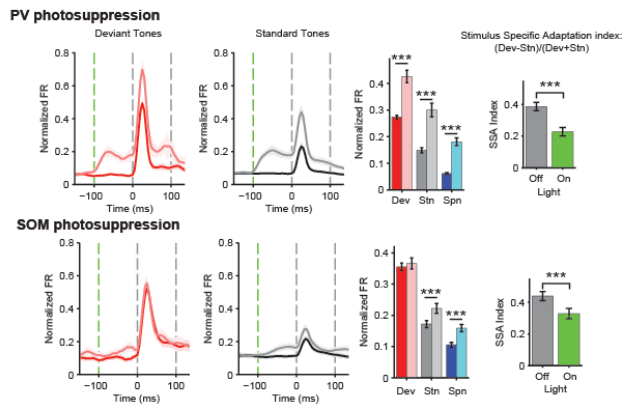 PV photosuppression
Deviant Tones
Standard Tones
Stimulus Specific Adaptation index:
(Dev-Stn)/(Dev+Stn)
Normalized FR
0.8
0.6
0.4
0.2
0
−100 0 100
Time (ms)
0.8
0.6
0.4
0.2
0
−100 0 100
Time (ms)
Normalized FR
0.4
0.3
0.2
0.1
0
***
***
***
Dev Stn Spn
SSA Index
0.4
0.2
0
***
Off On
Light
SOM photosuppression
Normalized FR
0.8
0.6
0.4
0.2
0
−100 0 100
Time (ms)
0.8
0.6
0.4
0.2
0
−100 0 100
Time (ms)
Normalized FR
0.4
0.3
0.2
0.1
0
***
***
Dev Stn Spn
SSA Index
0.4
0.2
0
***
Off On
Light